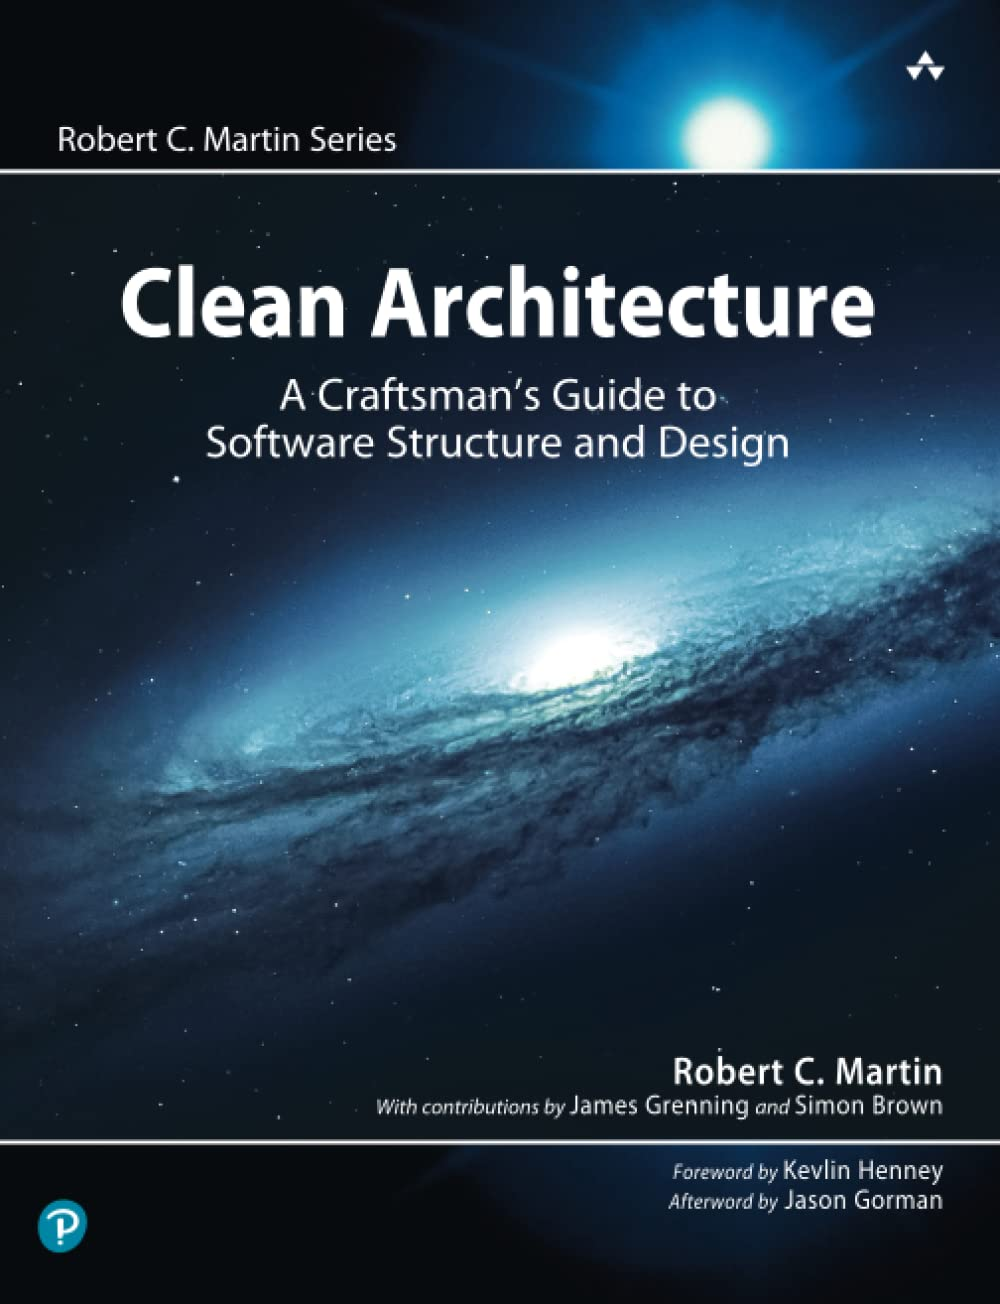 Robert C. Martin Series
Clean Architecture
A Craftsman's Guide to
Software Structure and Design
Robert C. Martin
With contributions by James Grenning and Simon Brown
Foreword by Kevlin Henney
Afterword by Jason Gorman
P